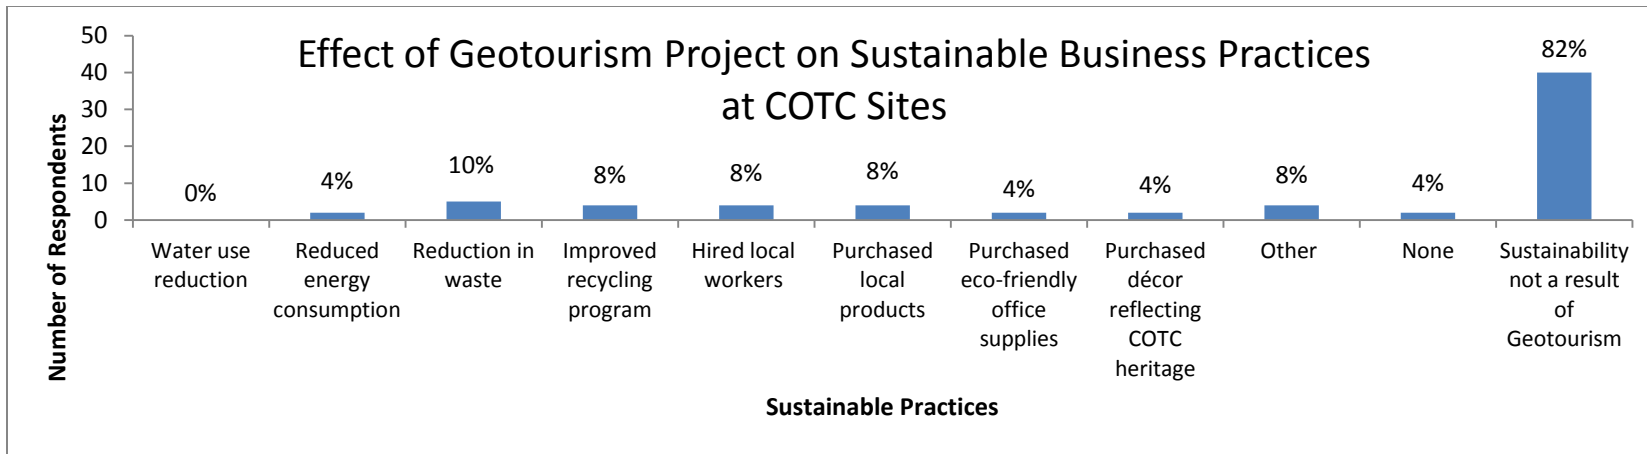 Effect of Geotourism Project on Sustainable Business Practices
at COTC Sites
Number of Respondents
50
40
30
20
10
0
0%
4%
10%
8%
8%
8%
4%
4%
8%
4%
82%
Water use
reduction
Reduced
energy
consumption
Reduction in
waste
Improved
recycling
program
Hired local
workers
Purchased
local
products
Purchased
eco-friendly
office
supplies
Purchased
décor
reflecting
COTC
heritage
Other
None
Sustainability
not a result
of
Geotourism
Sustainable Practices